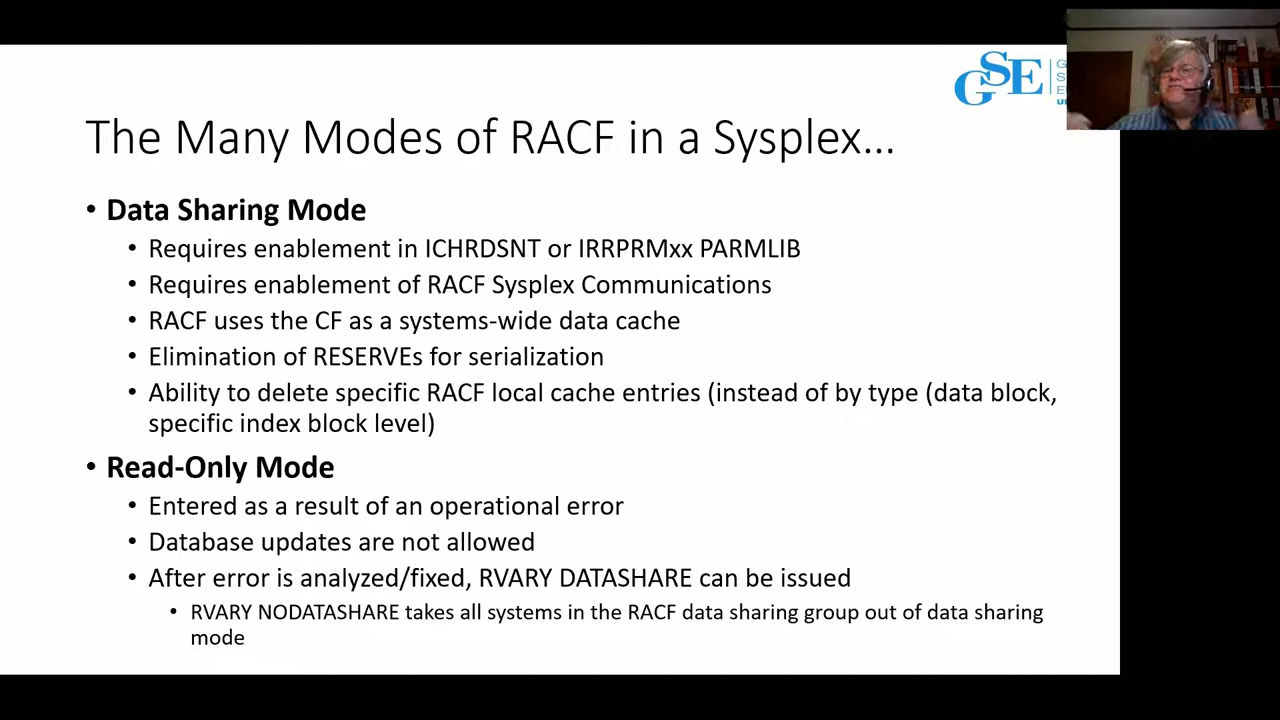 GSE
G
S
E
UK
The Many Modes of RACF in a Sysplex...
• Data Sharing Mode
• Requires enablement in ICHRDSNT or IRRPRMxx PARMLIB
• Requires enablement of RACF Sysplex Communications
• RACF uses the CF as a systems-wide data cache
• Elimination of RESERVEs for serialization
• Ability to delete specific RACF local cache entries (instead of by type (data block,
specific index block level)
• Read-Only Mode
• Entered as a result of an operational error
• Database updates are not allowed
• After error is analyzed/fixed, RVARY DATASHARE can be issued
• RVARY NODATASHARE takes all systems in the RACF data sharing group out of data sharing
mode